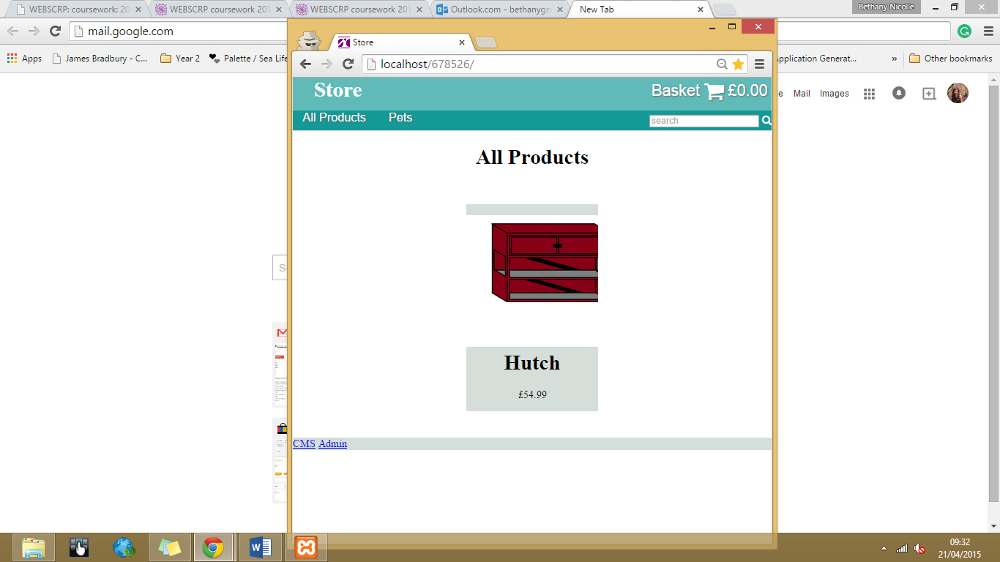 WEBSCRP: coursework: 20
WEBSCRP coursework 201
WEBSCRP coursework 201
Outlook.com - bethanygri
New Tab
Bethany Nicolle
mail.google.com
Apps
James Bradbury - C...
Year 2
Palette / Sea Life
Application Generat...
»
Other bookmarks
Store
localhost/678526/
Store
Basket £0.00
Mail
Images
All Products
Pets
search
All Products
Hutch
£54.99
CMS Admin
09:32
21/04/2015